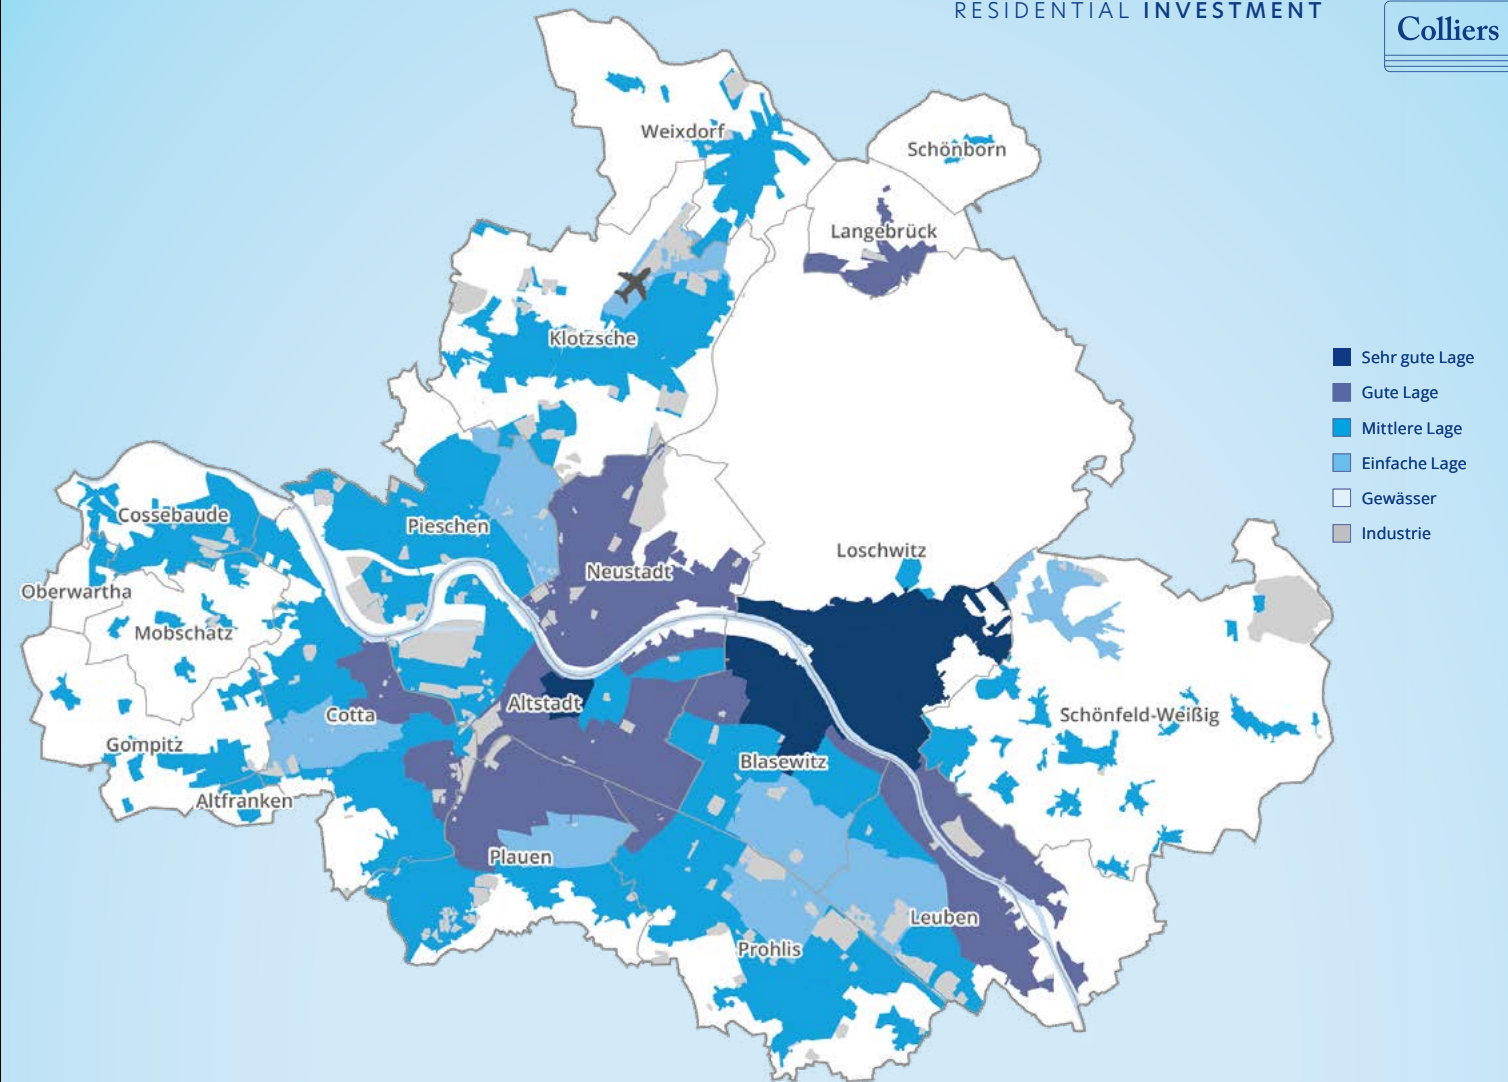 RESIDENTIAL INVESTMENT
Colliers
Weixdorf
Schönborn
Langebrück
Klotzsche
Sehr gute Lage
Gute Lage
Mittlere Lage
Einfache Lage
Gewässer
Industrie
Cossebaude
Pieschen
Loschwitz
Neustadt
Oberwartha
Mobschatz
Altstadt
Cotta
Schönfeld-Weißig
Gompitz
Blasewitz
Altfranken
Plauen
Leuben
Prohlis